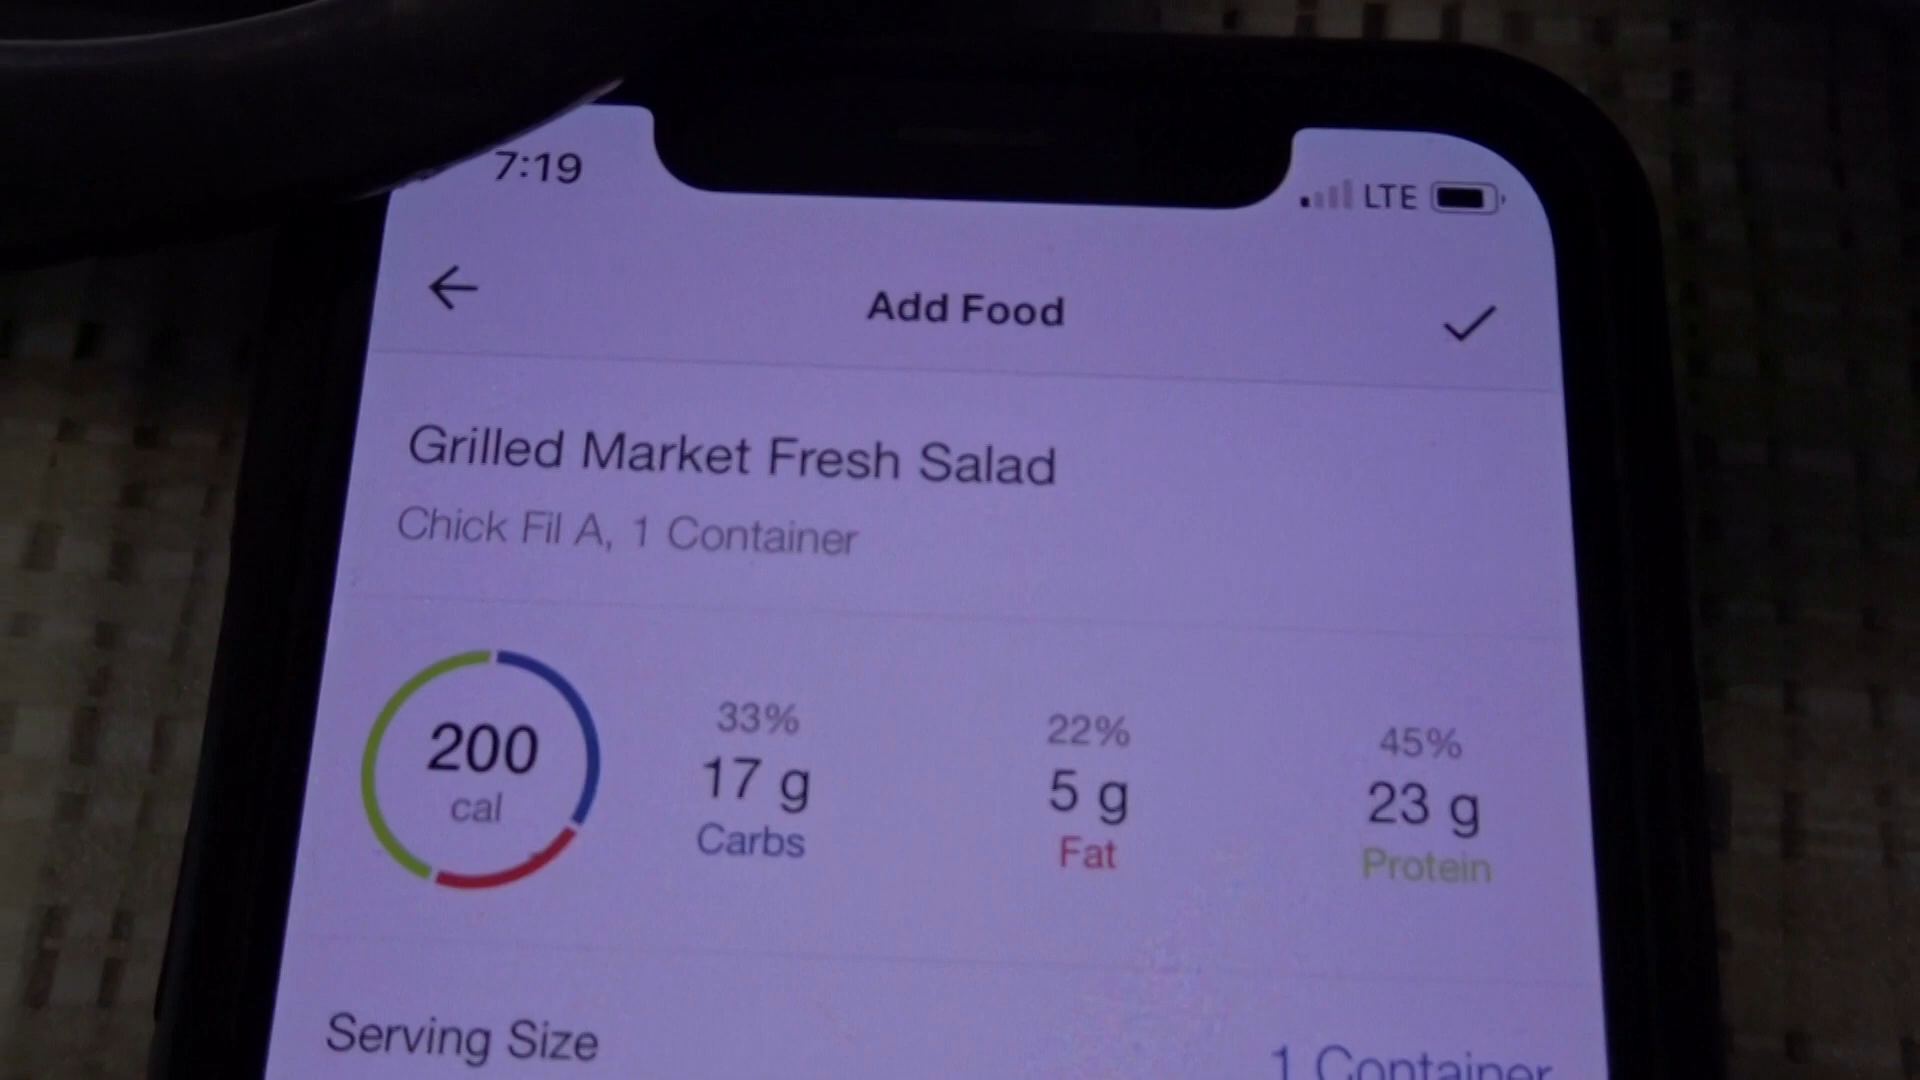 7:19
LTE
Add Food
Grilled Market Fresh Salad
Chick Fil A, 1 Container
200
cal
33%
17 g
Carbs
22%
5 g
Fat
45%
23 g
Protein
Serving Size
1 Container